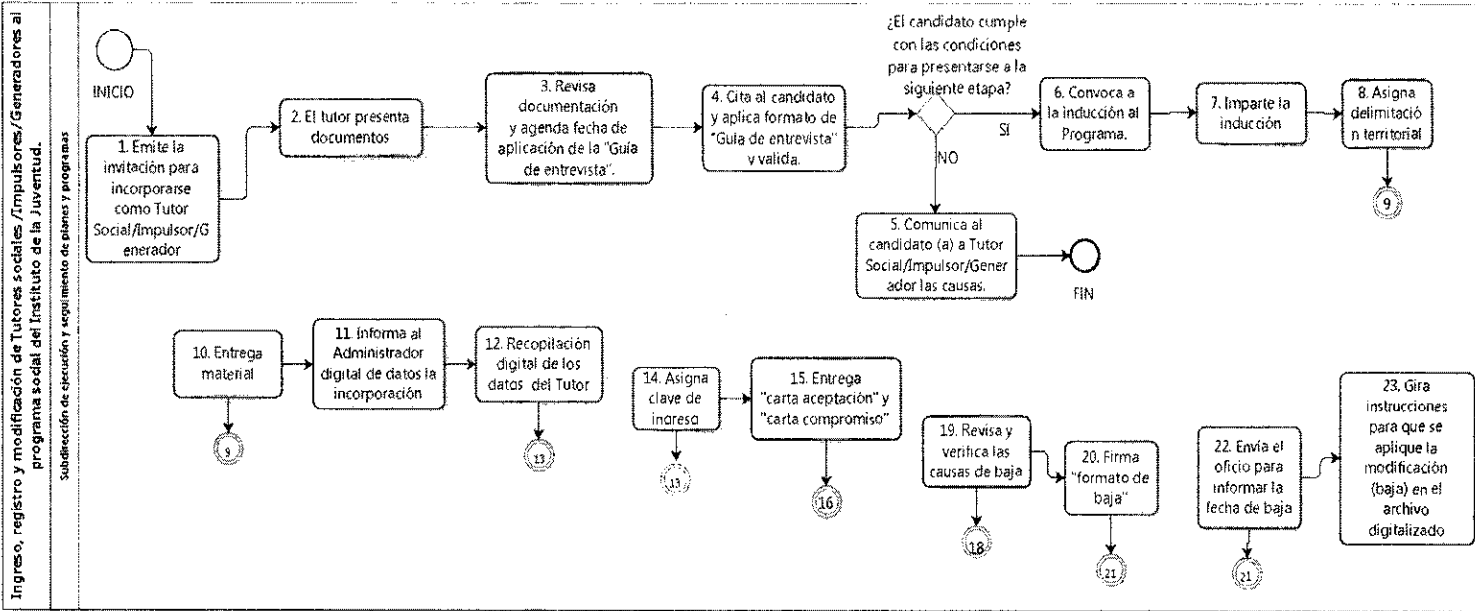 Ingreso, registro y modificación de Tutores sociales /Impulsores/Generadores al
programa social del Instituto de la Juventud.
Subdirección de ejecución y seguimiento de planes y programas
INICIO
1. Emite la
invitación para
incorporarse
como Tutor
Social/Impulsor/G
enerador
2. El tutor presenta
documentos
3. Revisa
documentación
y agenda fecha de
aplicación de la "Guía
de entrevista".
4. Cita al candidato
y aplica formato de
"Guía de entrevista"
y valida.
¿El candidato cumple
con las condiciones
para presentarse a la
siguiente etapa?
SI
NO
5. Comunica al
candidato (a) a Tutor
Social/Impulsor/Gener
ador las causas.
FIN
6. Convoca a
la inducción al
Programa.
7. Imparte la
inducción
8. Asigna
delimitació
n territorial
9
10. Entrega
material
9
11. Informa al
Administrador
digital de datos la
incorporación
12. Recopilación
digital de los
datos del Tutor
13
14. Asigna
clave de
ingreso
13
15. Entrega
"carta aceptación" y
"carta compromiso"
16
19. Revisa y
verifica las
causas de baja
18
20. Firma
"formato de
baja"
21
22. Envía el
oficio para
informar la
fecha de baja
21
23. Gira
instrucciones
para que se
aplique la
modificación
(baja) en el
archivo
digitalizado